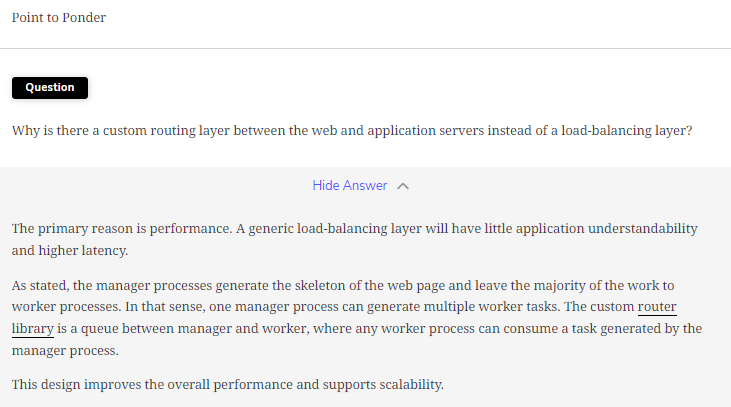 Point to Ponder
Question
Why is there a custom routing layer between the web and application servers instead of a load-balancing layer?
Hide Answer
The primary reason is performance. A generic load-balancing layer will have little application understandability
and higher latency.
As stated, the manager processes generate the skeleton of the web page and leave the majority of the work to
worker processes. In that sense, one manager process can generate multiple worker tasks. The custom router
library is a queue between manager and worker, where any worker process can consume a task generated by the
manager process.
This design improves the overall performance and supports scalability.